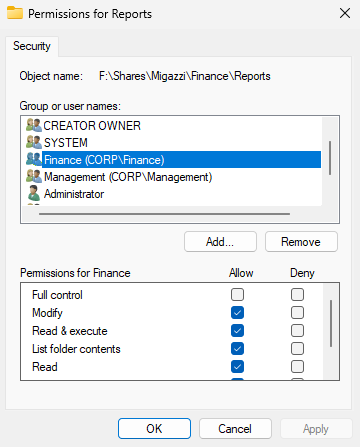 Permissions for Reports
Security
Object name: F:\Shares\Migazzi\Finance\Reports
Group or user names:
CREATOR OWNER
SYSTEM
Finance (CORP\Finance)
Management (CORP\Management)
Administrator
Add... Remove
Permissions for Finance Allow Deny
Full control
Modify
Read & execute
List folder contents
Read
OK Cancel Apply